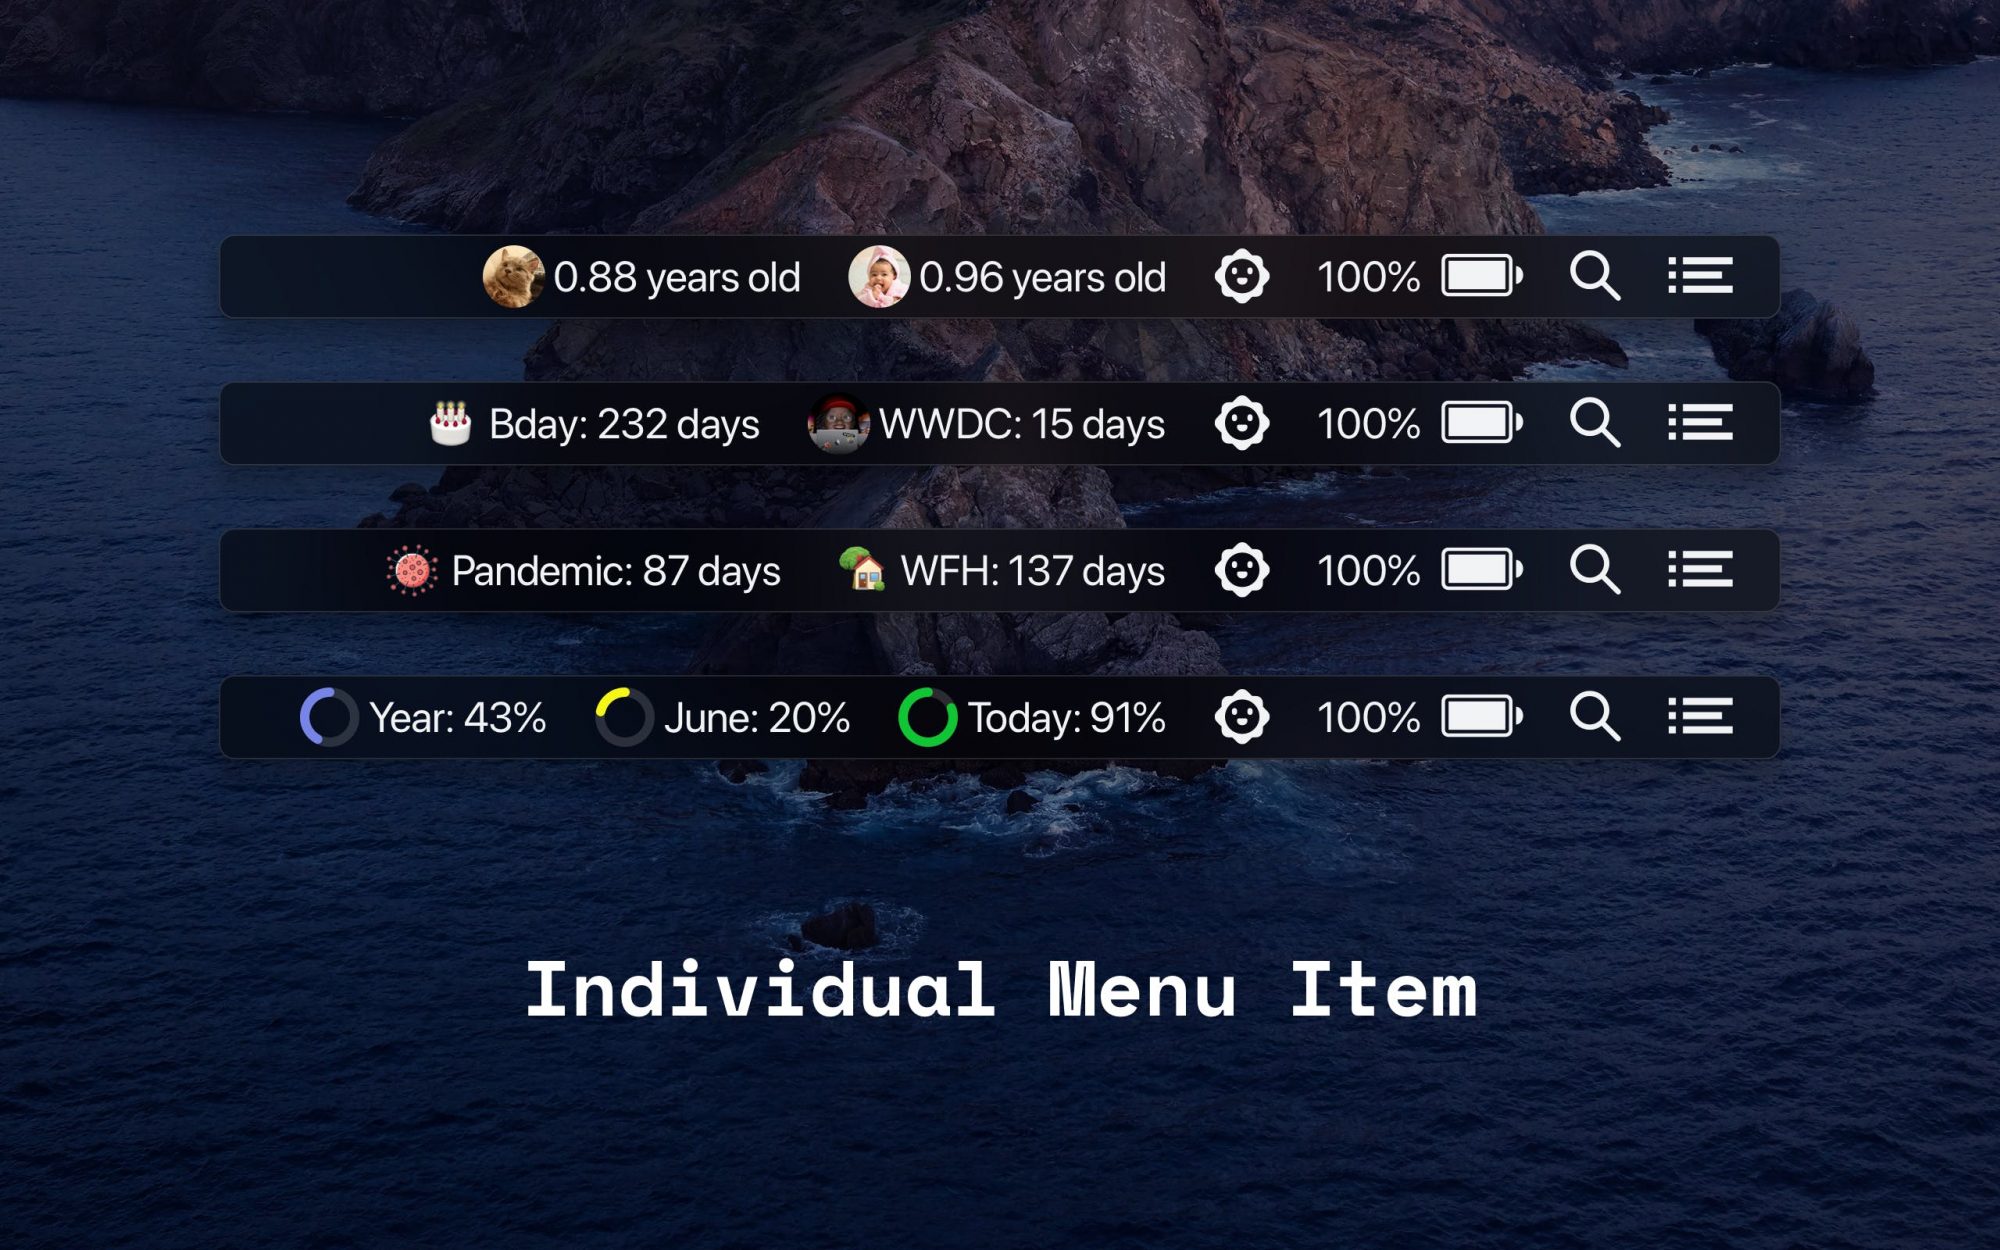 0.88 years old 0.96 years old 100%
Bday: 232 days WWDC: 15 days 100%
Pandemic: 87 days WFH: 137 days 100%
Year: 43% June: 20% Today: 91% 100%
Individual Menu Item